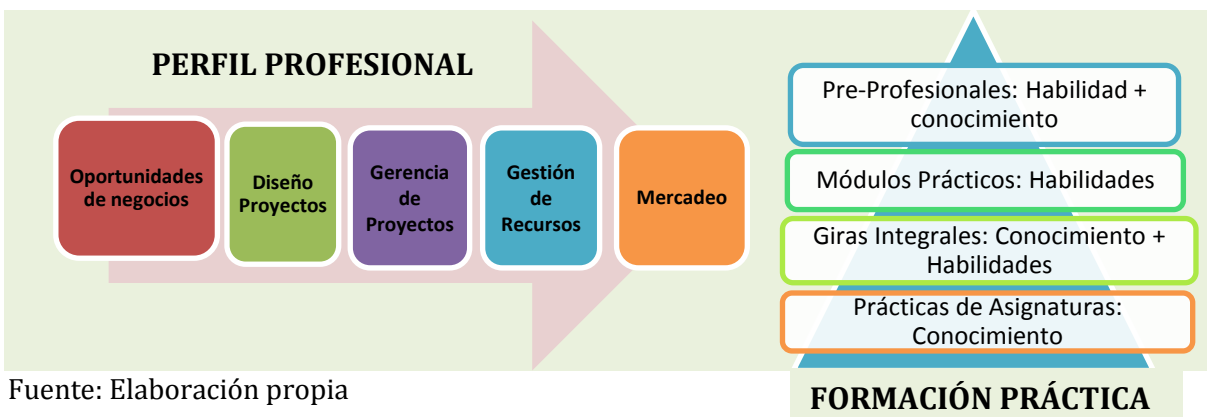 PERFIL PROFESIONAL
Oportunidades
de negocios
Diseño
Proyectos
Gerencia
de
Proyectos
Gestión
de
Recursos
Mercadeo
Pre-Profesionales: Habilidad +
conocimiento
Módulos Prácticos: Habilidades
Giras Integrales: Conocimiento +
Habilidades
Prácticas de Asignaturas:
Conocimiento
Fuente: Elaboración propia
FORMACIÓN PRÁCTICA